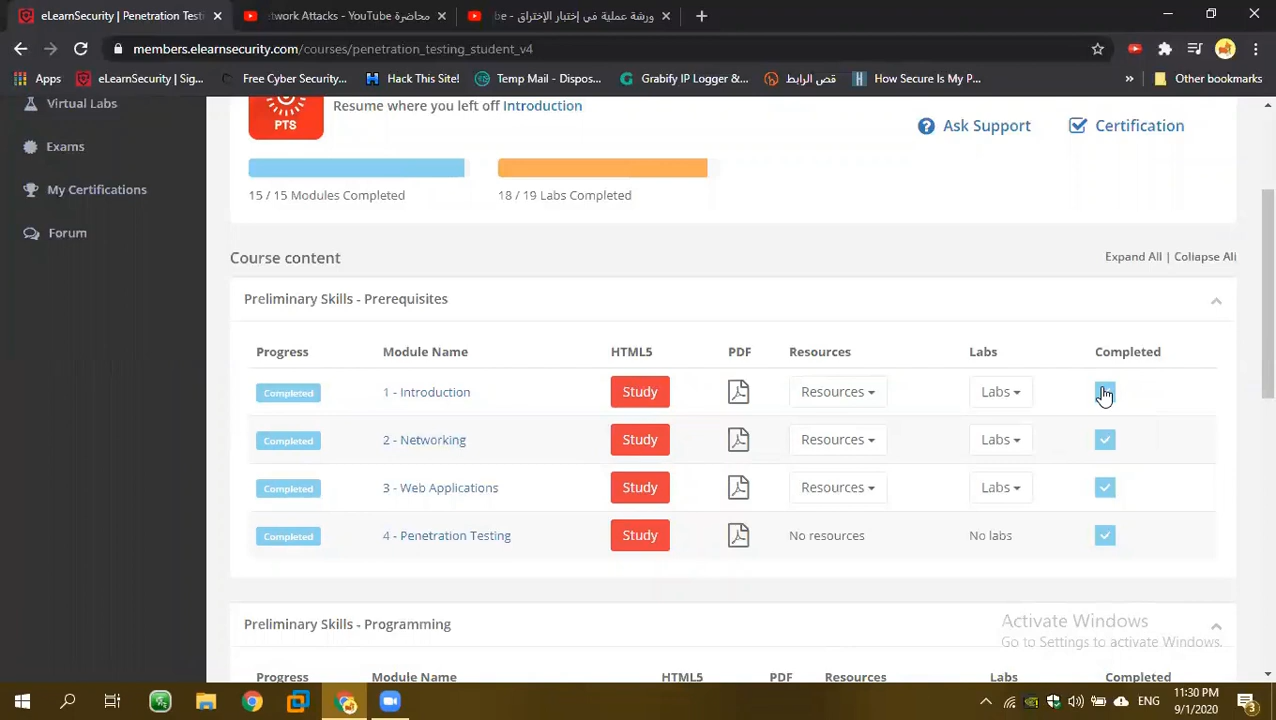 eLearnSecurity | Penetration Testi
etwork Attacks - YouTube محاضرة
ورشة عملية في إختبار الإختراق - be
members.elearnsecurity.com/courses/penetration_testing_student_v4
Apps
eLearnSecurity | Sig...
Free Cyber Security...
Hack This Site!
Temp Mail - Dispos...
Grabify IP Logger &...
قص الرابط
How Secure Is My P...
»
Other bookmarks
Virtual Labs
Exams
My Certifications
Forum
PTS
Resume where you left off Introduction
Ask Support
Certification
15 / 15 Modules Completed
18 / 19 Labs Completed
Course content
Expand All | Collapse All
Preliminary Skills - Prerequisites
Progress Module Name HTML5 PDF Resources Labs Completed
Completed 1 - Introduction Study Resources Labs
Completed 2 - Networking Study Resources Labs
Completed 3 - Web Applications Study Resources Labs
Completed 4 - Penetration Testing Study No resources No labs
Preliminary Skills - Programming
Progress Module Name HTML5 PDF Resources Labs Completed
Activate Windows
Go to Settings to activate Windows.
ENG
11:30 PM
9/1/2020
3